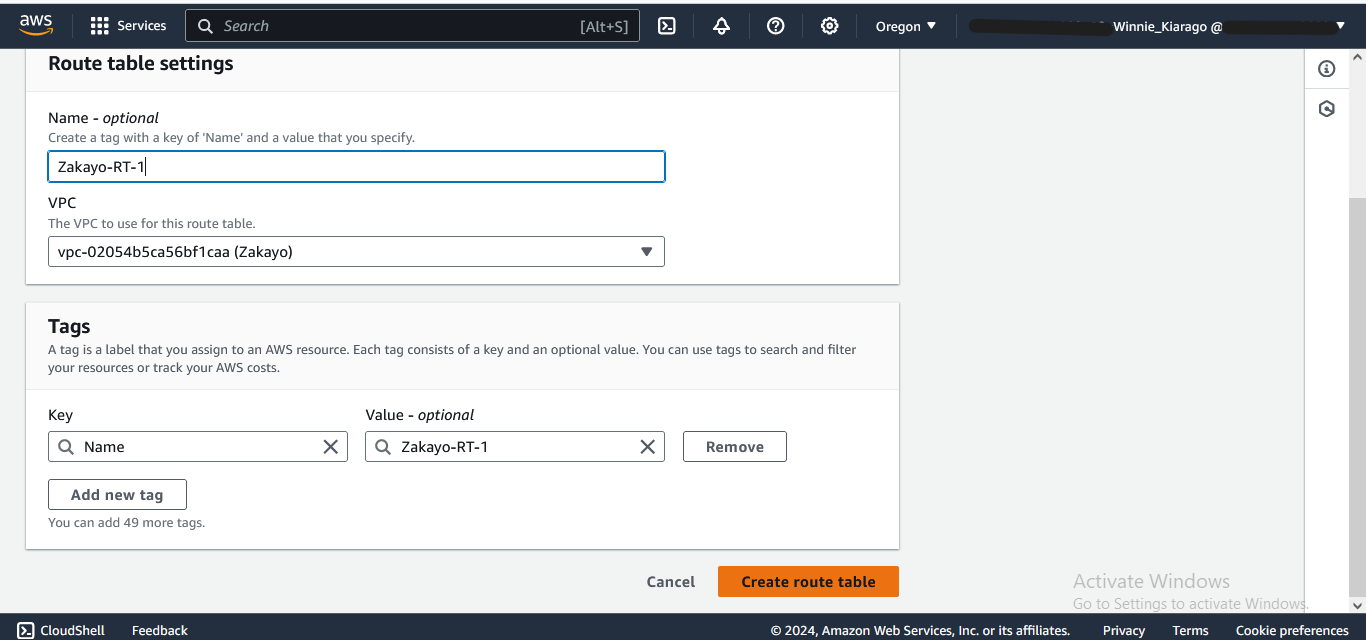 aws
Services
Search [Alt+S]
Oregon
Winnie_Kiarago @
Route table settings
Name - optional
Create a tag with a key of 'Name' and a value that you specify.
Zakayo-RT-1
VPC
The VPC to use for this route table.
vpc-02054b5ca56bf1caa (Zakayo)
Tags
A tag is a label that you assign to an AWS resource. Each tag consists of a key and an optional value. You can use tags to search and filter
your resources or track your AWS costs.
Key Value - optional
Name Zakayo-RT-1 Remove
Add new tag
You can add 49 more tags.
Cancel Create route table
Activate Windows
Go to Settings to activate Windows.
CloudShell Feedback © 2024, Amazon Web Services, Inc. or its affiliates. Privacy Terms Cookie preferences